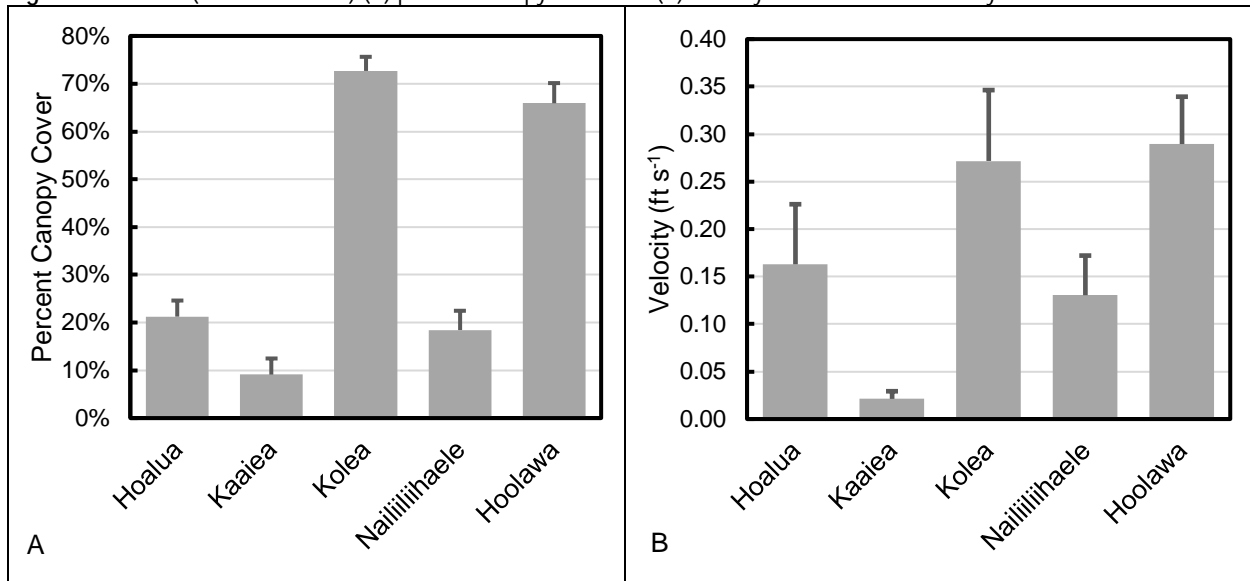 80%
70%
60%
50%
40%
30%
20%
10%
0%
Percent Canopy Cover
Hoalua
Kaaiea
Kolea
Nailiiliihaele
Hoolawa
A
0.40
0.35
0.30
0.25
0.20
0.15
0.10
0.05
0.00
Velocity (ft s-1)
Hoalua
Kaaiea
Kolea
Nailiiliihaele
Hoolawa
B